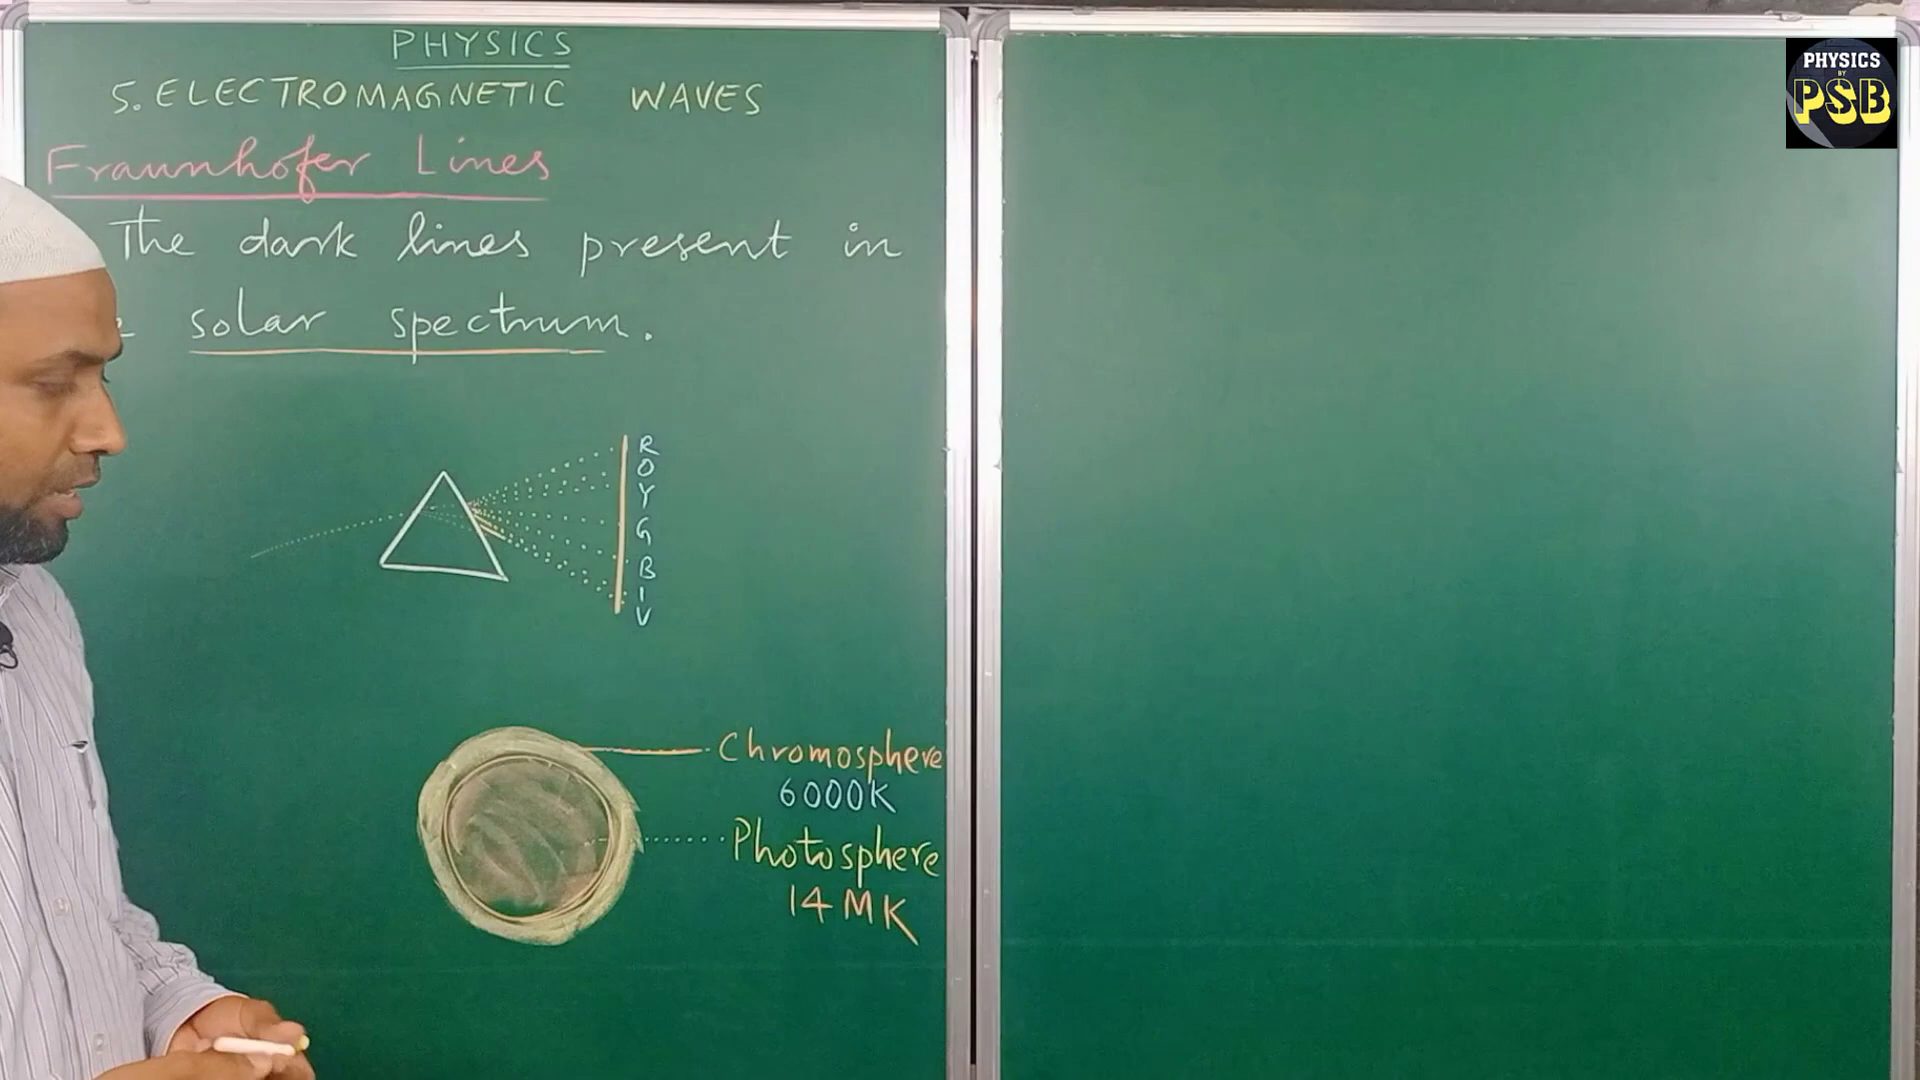 PHYSICS
5. ELECTROMAGNETIC WAVES
Fraunhofer Lines
The dark lines present in
solar spectrum.
R
O
Y
G
B
I
V
Chromosphere
6000K
Photosphere
14 MK
PHYSICS
BY
PSB